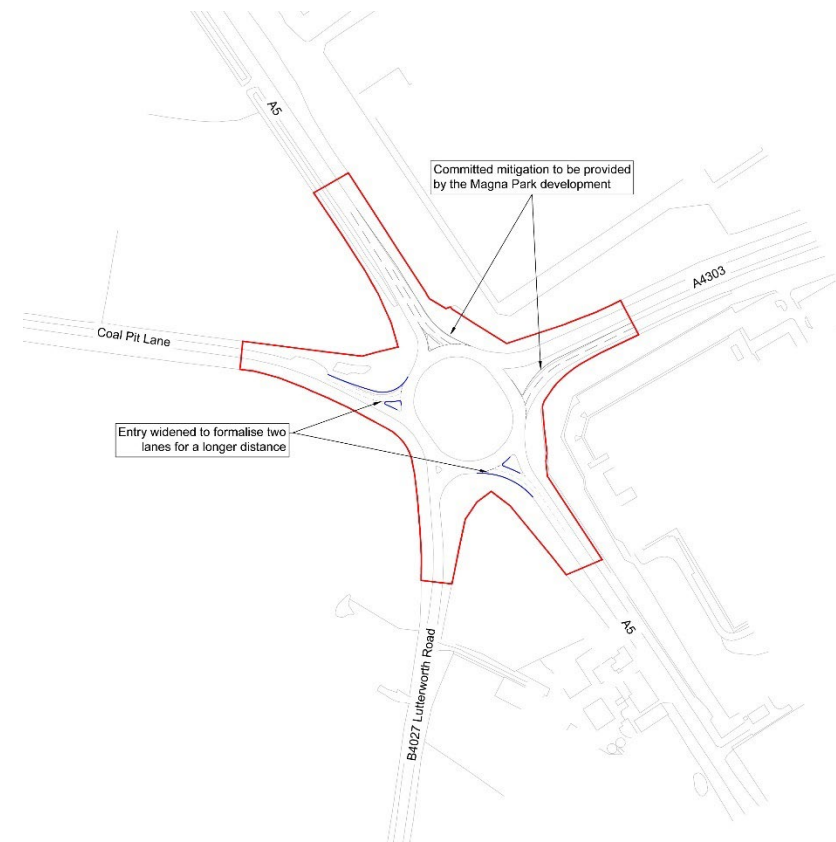 A5
Committed mitigation to be provided
by the Magna Park development
A4303
Coal Pit Lane
Entry widened to formalise two
lanes for a longer distance
A5
B4027 Lutterworth Road